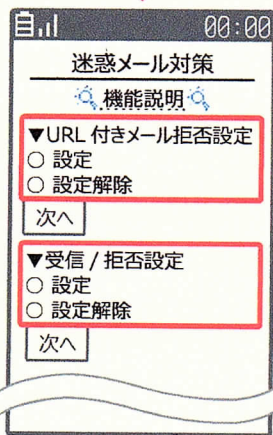 00:00
迷惑メール対策
機能説明
▼URL 付きメール拒否設定
○ 設定
○ 設定解除
次へ
▼受信 / 拒否設定
○ 設定
○ 設定解除
次へ